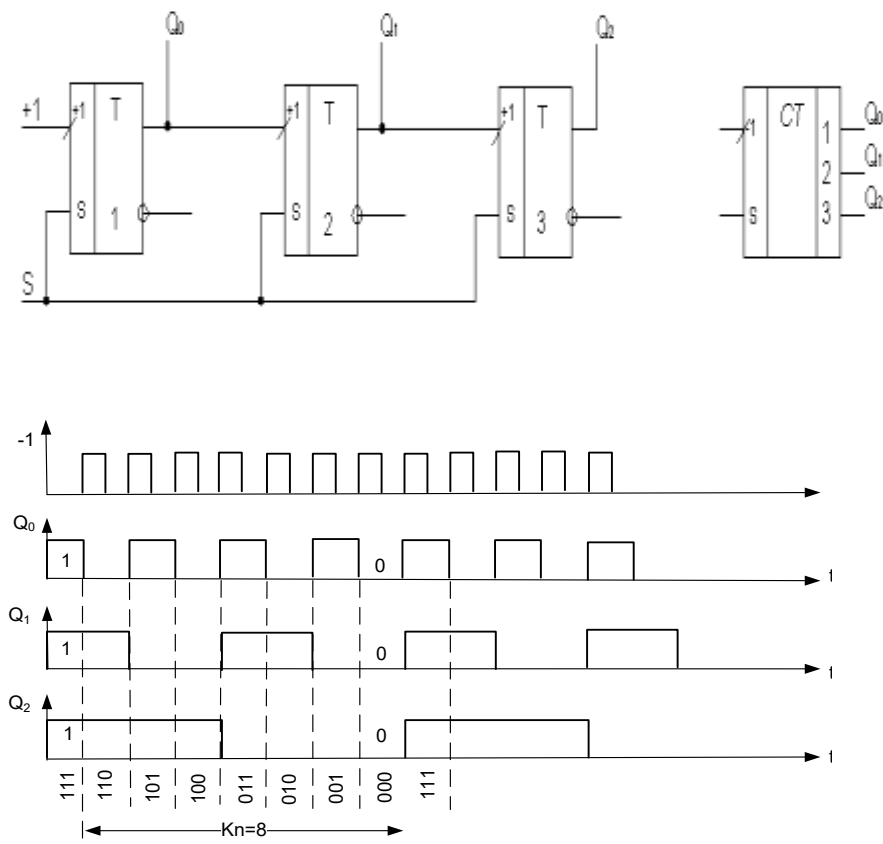 Q0 Q1 Q2
+1 +1 T +1 T +1 T 1 CT 1 Q0
2 Q1
S 1 S 2 S 3 S 3 Q2
S
-1
Q0 1 0 t
Q1 1 0 t
Q2 1 0 t
111 110 101 100 011 010 001 000 111
Kn=8